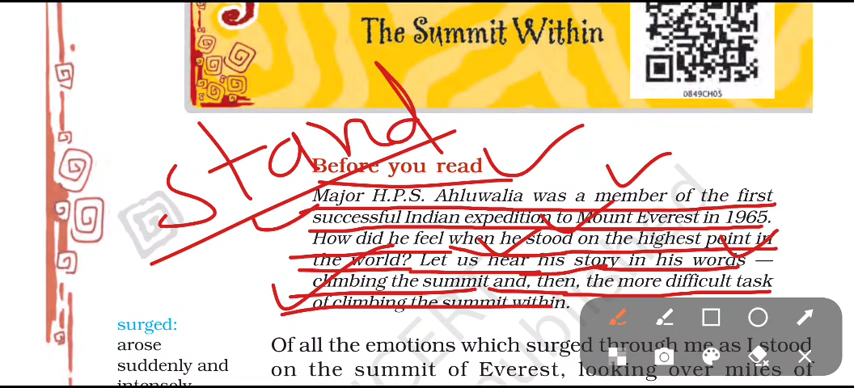 The Summit Within
0849CH05
stand
Before you read
Major H.P.S. Ahluwalia was a member of the first
successful Indian expedition to Mount Everest in 1965.
How did he feel when he stood on the highest point in
the world? Let us hear his story in his words —
climbing the summit and, then, the more difficult task
of climbing the summit within.
surged:
arose
suddenly and
intensely
Of all the emotions which surged through me as I stood
on the summit of Everest, looking over miles of